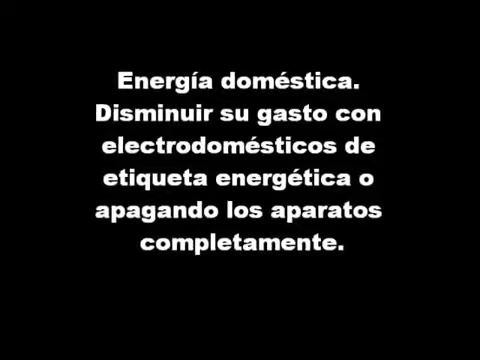 Energía doméstica.
Disminuir su gasto con
electrodomésticos de
etiqueta energética o
apagando los aparatos
completamente.